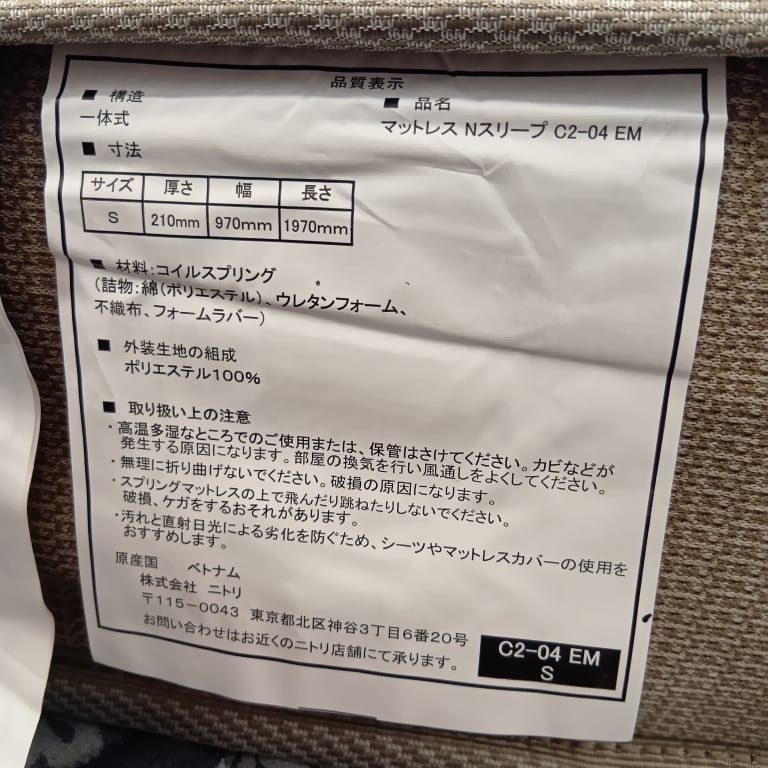 品質表示
■ 構造
一体式
■ 品名
マットレス Nスリープ C2-04 EM
■ 寸法
サイズ 厚さ 幅 長さ
S 210mm 970mm 1970mm
■ 材料:コイルスプリング
(詰物:綿(ポリエステル)、ウレタンフォーム、
不織布、フォームラバー)
■ 外装生地の組成
ポリエステル100%
■ 取り扱い上の注意
・高温多湿なところでのご使用または、保管はさけてください。カビなどが
発生する原因になります。部屋の換気を行い風通しをよくしてください。
・無理に折り曲げないでください。破損の原因になります。
・スプリングマットレスの上で飛んだり跳ねたりしないでください。
破損、ケガをするおそれがあります。
・汚れと直射日光による劣化を防ぐため、シーツやマットレスカバーの使用を
おすすめします。
原産国 ベトナム
株式会社 ニトリ
〒115-0043 東京都北区神谷3丁目6番20号
お問い合わせはお近くのニトリ店舗にて承ります。
C2-04 EM
S